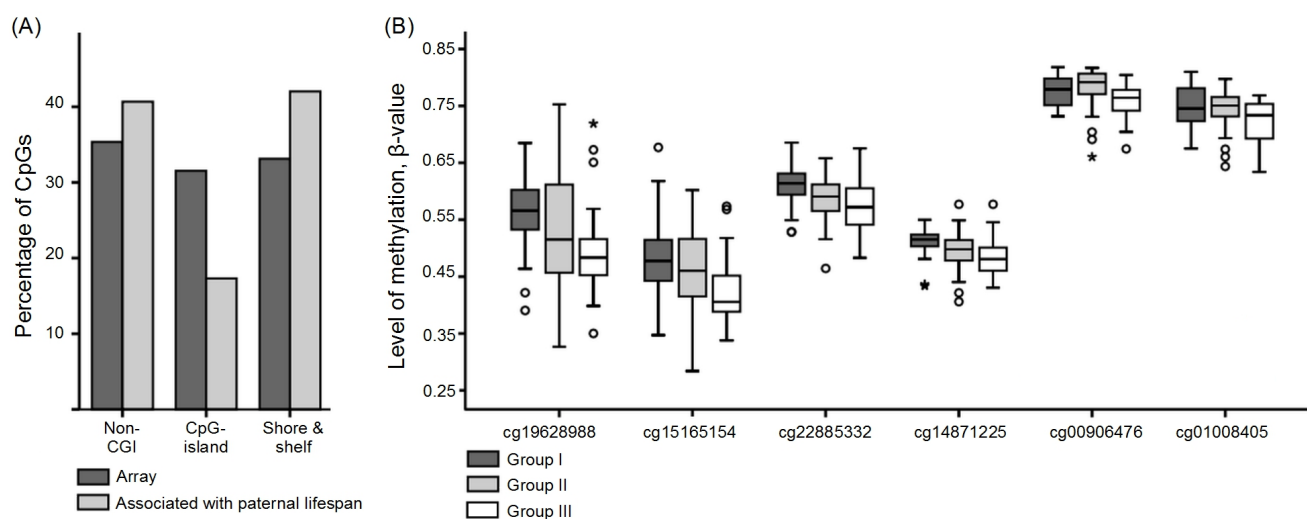 (A)
Percentage of CpGs
40
30
20
10
Non-
CGI
CpG-
island
Shore &
shelf
Array
Associated with paternal lifespan
(B)
Level of methylation, β-value
0.85
0.75
0.65
0.55
0.45
0.35
0.25
cg19628988
cg15165154
cg22885332
cg14871225
cg00906476
cg01008405
Group I
Group II
Group III